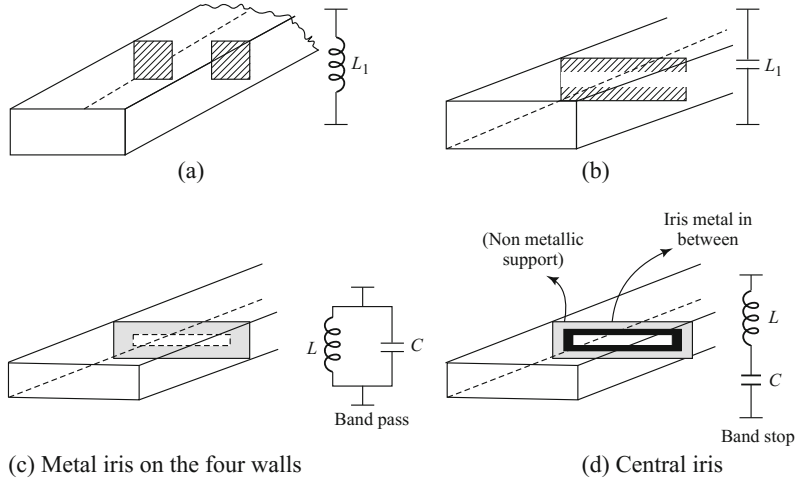 L1
(a)
L1
(b)
L
C
Band pass
(c) Metal iris on the four walls
(Non metallic
support)
Iris metal in
between
L
C
Band stop
(d) Central iris